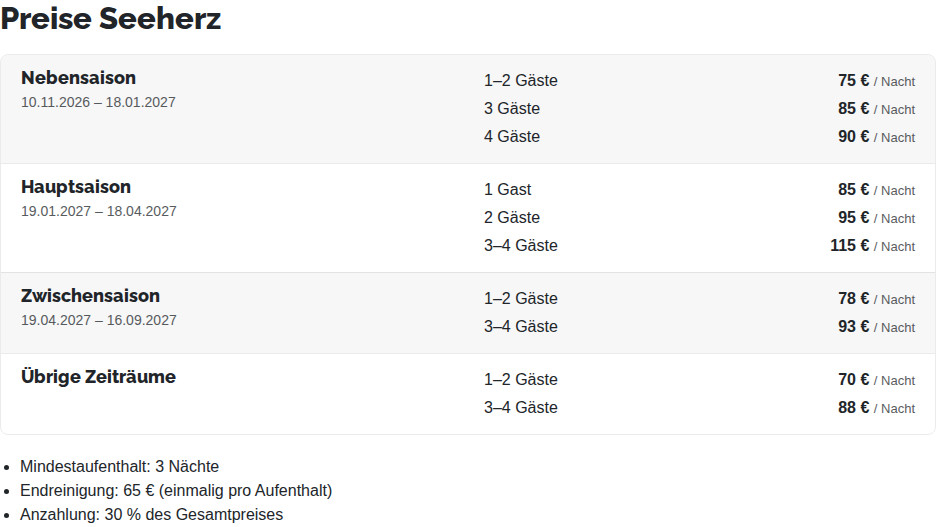 Preise Seeherz
Nebensaison
10.11.2026 – 18.01.2027
1–2 Gäste 75 € / Nacht
3 Gäste 85 € / Nacht
4 Gäste 90 € / Nacht
Hauptsaison
19.01.2027 – 18.04.2027
1 Gast 85 € / Nacht
2 Gäste 95 € / Nacht
3–4 Gäste 115 € / Nacht
Zwischensaison
19.04.2027 – 16.09.2027
1–2 Gäste 78 € / Nacht
3–4 Gäste 93 € / Nacht
Übrige Zeiträume
1–2 Gäste 70 € / Nacht
3–4 Gäste 88 € / Nacht
• Mindestaufenthalt: 3 Nächte
• Endreinigung: 65 € (einmalig pro Aufenthalt)
• Anzahlung: 30 % des Gesamtpreises